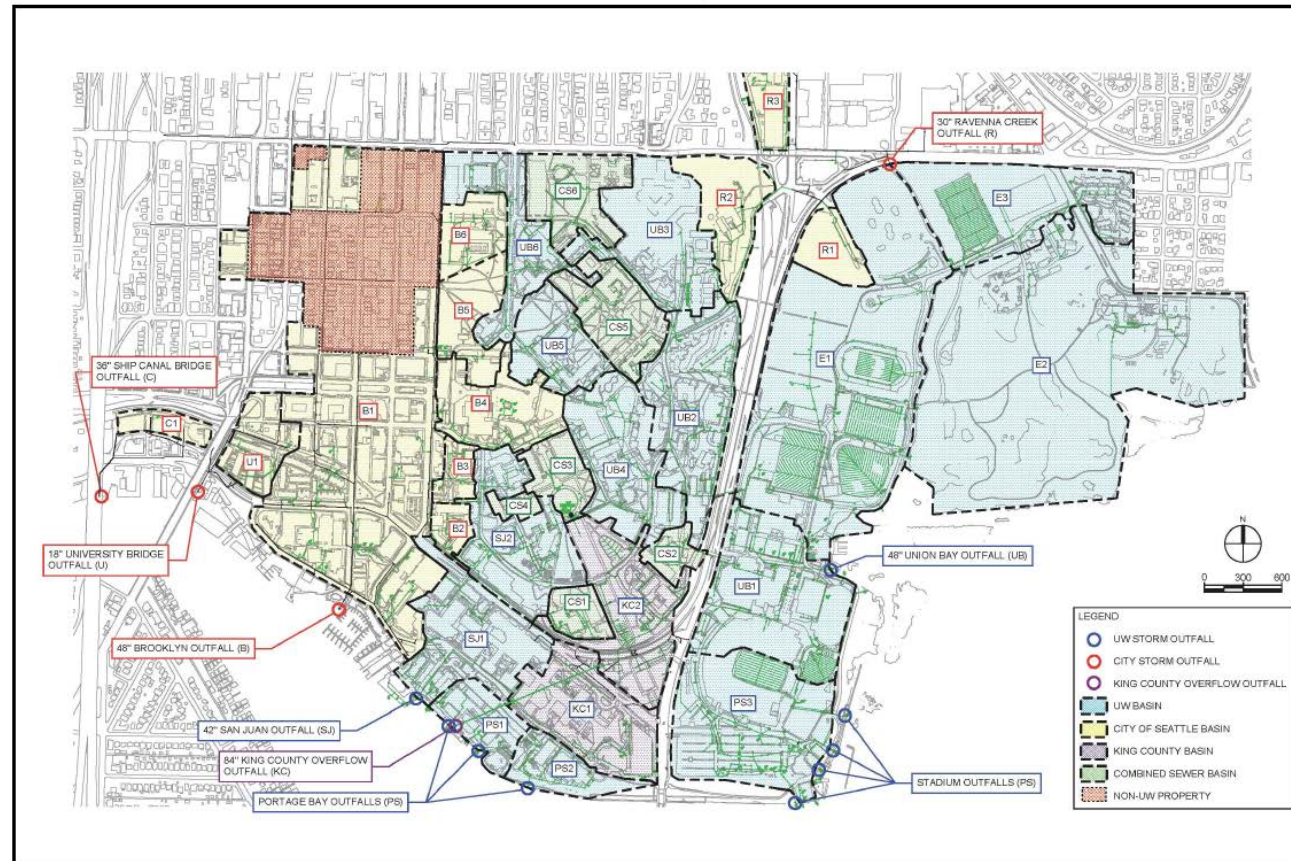 R3
30" RAVENNA CREEK
OUTFALL (R)
CS6
R2
E3
B6
UB3
UB6
R1
B5
CS5
UB5
E1
E2
36" SHIP CANAL BRIDGE
OUTFALL (C)
B4
B1
UB2
C1
U1
B3
CS3
UB4
CS4
B2
SJ2
CS2
N
18" UNIVERSITY BRIDGE
OUTFALL (U)
48" UNION BAY OUTFALL (UB)
UB1
0 300 600
CS1
KC2
48" BROOKLYN OUTFALL (B)
SJ1
LEGEND
UW STORM OUTFALL
CITY STORM OUTFALL
KING COUNTY OVERFLOW OUTFALL
UW BASIN
CITY OF SEATTLE BASIN
KING COUNTY BASIN
COMBINED SEWER BASIN
NON-UW PROPERTY
PS3
KC1
42" SAN JUAN OUTFALL (SJ)
PS1
84" KING COUNTY OVERFLOW
OUTFALL (KC)
PS2
STADIUM OUTFALLS (PS)
PORTAGE BAY OUTFALLS (PS)